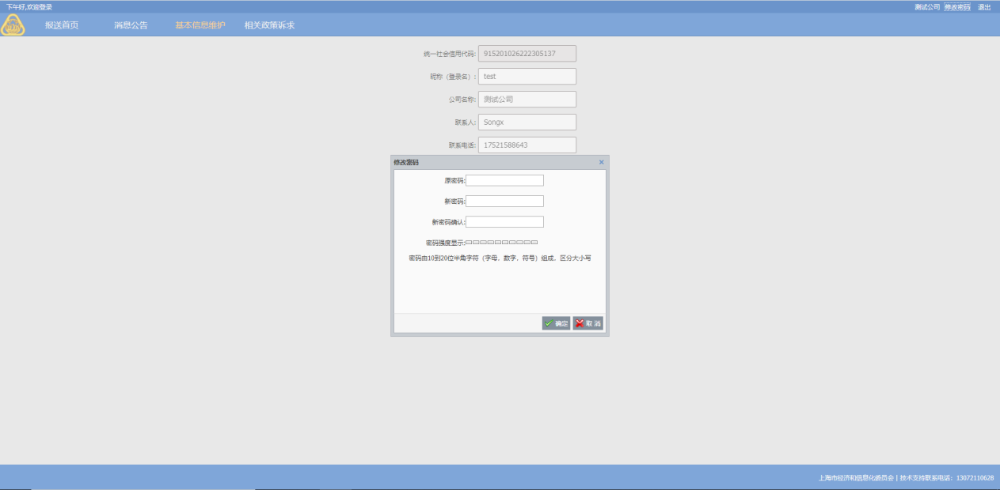 下午好,欢迎登录
测试公司 修改密码 退出
报送首页 消息公告 基本信息维护 相关政策诉求
统一社会信用代码: 915201026222305137
昵称（登录名）: test
公司名称: 测试公司
联系人: Songx
联系电话: 17521588643
修改密码
原密码:
新密码:
新密码确认:
密码强度显示:
密码由10到20位半角字符（字母，数字，符号）组成，区分大小写
确定 取消
上海市经济和信息化委员会 | 技术支持联系电话：13072110628